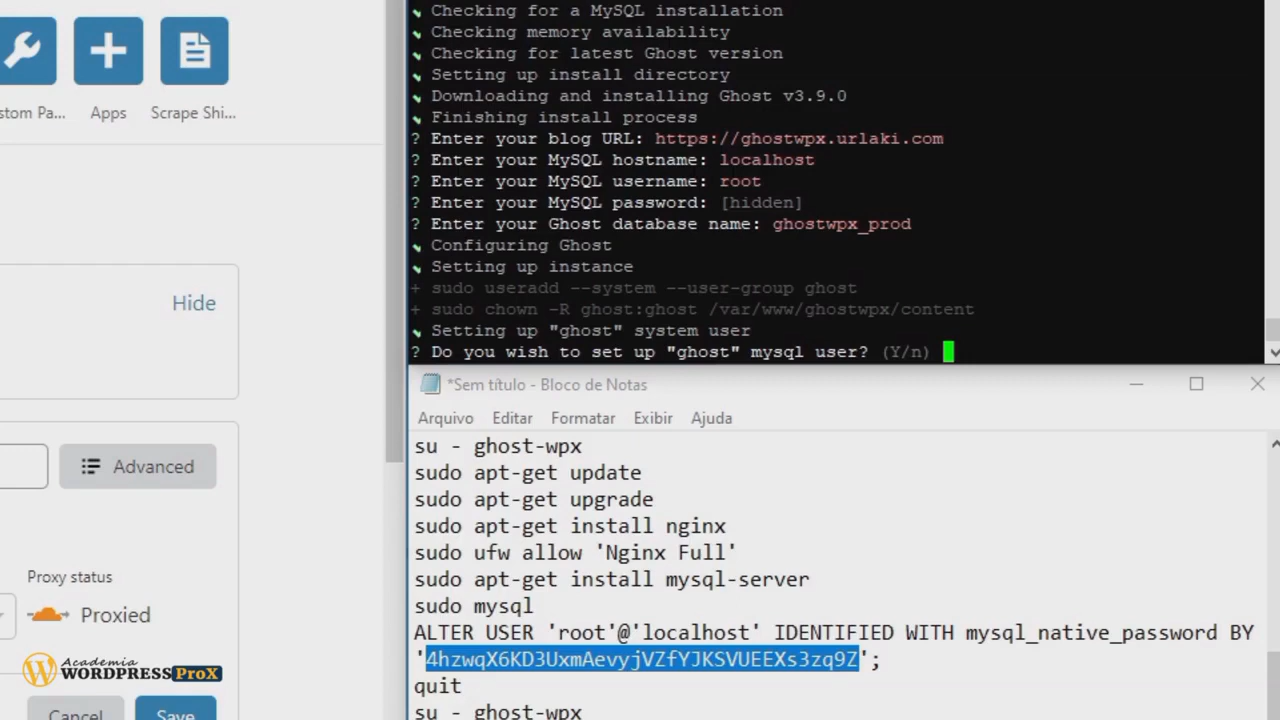 stom Pa...
Apps
Scrape Shi...
Hide
Advanced
Proxy status
Proxied
Academia
WORDPRESS ProX
Cancel
Save
Checking for a MySQL installation
Checking memory availability
Checking for latest Ghost version
Setting up install directory
Downloading and installing Ghost v3.9.0
Finishing install process
? Enter your blog URL: https://ghostwpx.urlaki.com
? Enter your MySQL hostname: localhost
? Enter your MySQL username: root
? Enter your MySQL password: [hidden]
? Enter your Ghost database name: ghostwpx_prod
Configuring Ghost
Setting up instance
+ sudo useradd --system --user-group ghost
+ sudo chown -R ghost:ghost /var/www/ghostwpx/content
Setting up "ghost" system user
? Do you wish to set up "ghost" mysql user? (Y/n)
*Sem título - Bloco de Notas
Arquivo Editar Formatar Exibir Ajuda
su - ghost-wpx
sudo apt-get update
sudo apt-get upgrade
sudo apt-get install nginx
sudo ufw allow 'Nginx Full'
sudo apt-get install mysql-server
sudo mysql
ALTER USER 'root'@'localhost' IDENTIFIED WITH mysql_native_password BY
'4hzwqX6KD3UxmAevyjVZfYJKSVUEEXs3zq9Z';
quit
su - ghost-wpx